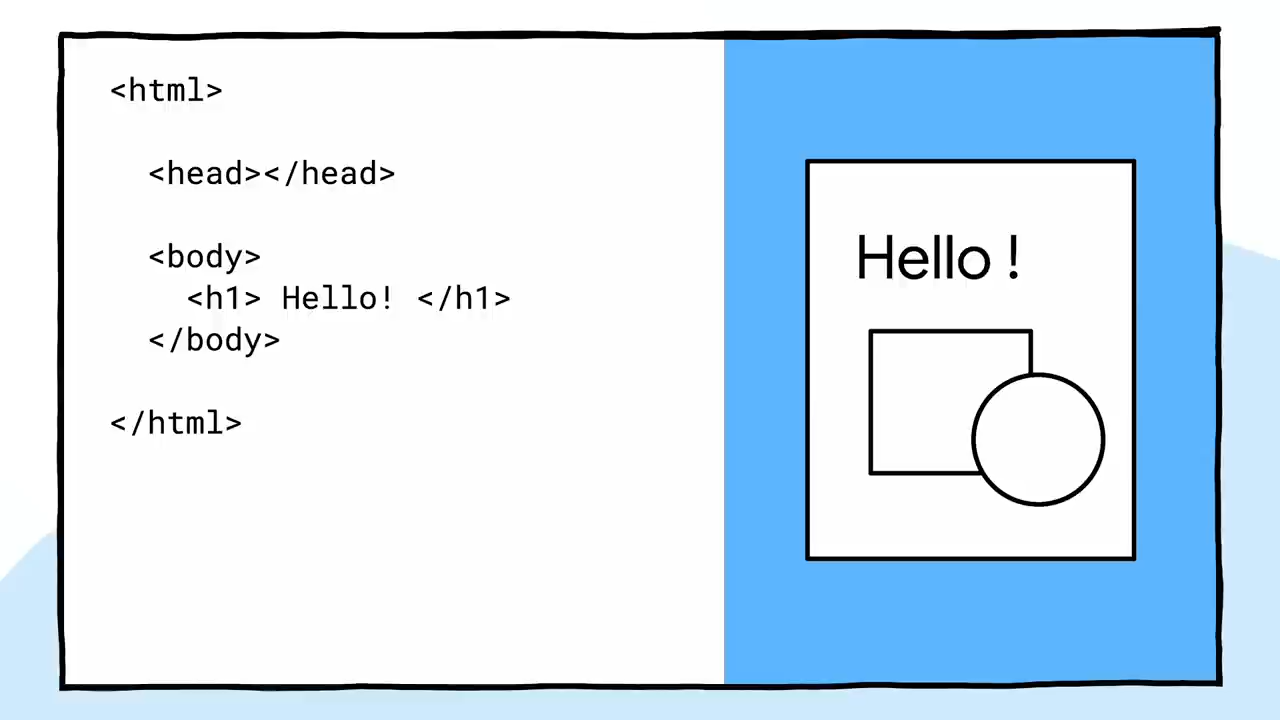 <html>
<head></head>
<body>
<h1> Hello! </h1>
</body>
</html>
Hello !